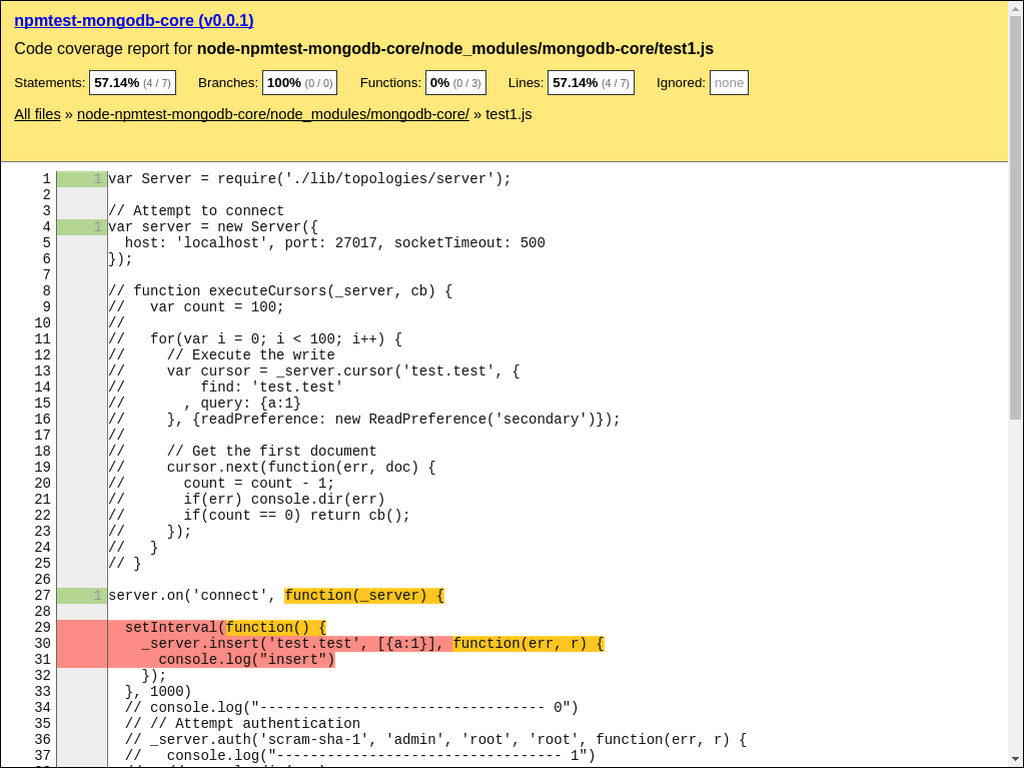 npmtest-mongodb-core (v0.0.1)
Code coverage report for node-npmtest-mongodb-core/node_modules/mongodb-core/test1.js
Statements: 57.14% (4 / 7) Branches: 100% (0 / 0) Functions: 0% (0 / 3) Lines: 57.14% (4 / 7) Ignored: none
All files » node-npmtest-mongodb-core/node_modules/mongodb-core/ » test1.js
1 1 var Server = require('./lib/topologies/server');
2
3 // Attempt to connect
4 1 var server = new Server({
5   host: 'localhost', port: 27017, socketTimeout: 500
6 });
7
8 // function executeCursors(_server, cb) {
9 //   var count = 100;
10 //
11 //   for(var i = 0; i < 100; i++) {
12 //     // Execute the write
13 //     var cursor = _server.cursor('test.test', {
14 //         find: 'test.test'
15 //       , query: {a:1}
16 //     }, {readPreference: new ReadPreference('secondary')});
17 //
18 //     // Get the first document
19 //     cursor.next(function(err, doc) {
20 //       count = count - 1;
21 //       if(err) console.dir(err)
22 //       if(count == 0) return cb();
23 //     });
24 //   }
25 // }
26
27 1 server.on('connect', function(_server) {
28
29   setInterval(function() {
30     _server.insert('test.test', [{a:1}], function(err, r) {
31       console.log("insert")
32     });
33   }, 1000)
34   // console.log("---------------------------------- 0")
35   // // Attempt authentication
36   // _server.auth('scram-sha-1', 'admin', 'root', 'root', function(err, r) {
37   //   console.log("---------------------------------- 1")